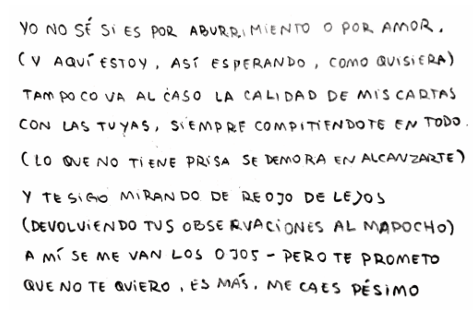 YO NO SÉ SI ES POR ABURRIMIENTO O POR AMOR.
(Y AQUÍ ESTOY, ASÍ ESPERANDO, COMO QUISIERA)
TAMPOCO VA AL CASO LA CALIDAD DE MIS CARTAS
CON LAS TUYAS, SIEMPRE COMPITIENDOTE EN TODO.
(LO QUE NO TIENE PRISA SE DEMORA EN ALCANZARTE)
Y TE SIGO MIRANDO DE REOJO DE LEJOS
(DEVOLVIENDO TUS OBSERVACIONES AL MAPOCHO)
A MÍ SE ME VAN LOS OJOS - PERO TE PROMETO
QUE NO TE QUIERO, ES MÁS, ME CAES PÉSIMO